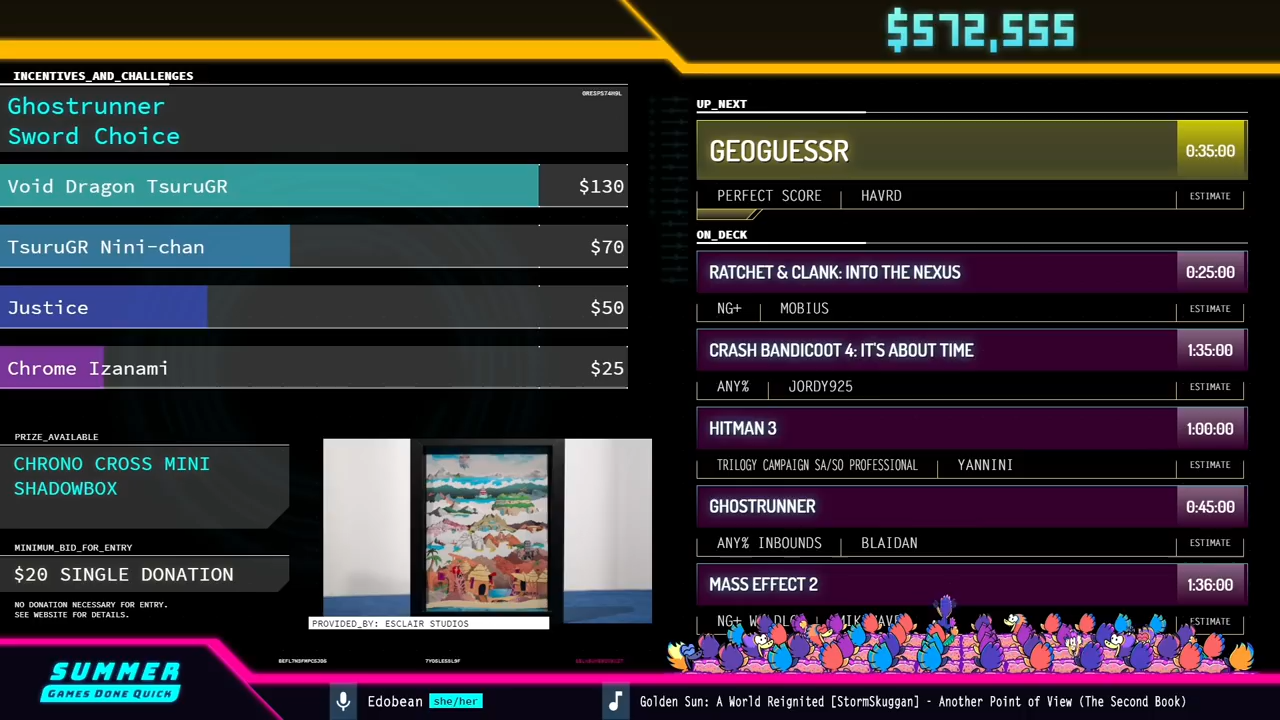 $572,555
INCENTIVES_AND_CHALLENGES
Ghostrunner
Sword Choice
Void Dragon TsuruGR $130
TsuruGR Nini-chan $70
Justice $50
Chrome Izanami $25
PRIZE_AVAILABLE
CHRONO CROSS MINI
SHADOWBOX
MINIMUM_BID_FOR_ENTRY
$20 SINGLE DONATION
NO DONATION NECESSARY FOR ENTRY.
SEE WEBSITE FOR DETAILS.
PROVIDED_BY: ESCLAIR STUDIOS
UP_NEXT
GEOGUESSR 0:35:00
PERFECT SCORE HAVRD ESTIMATE
ON_DECK
RATCHET & CLANK: INTO THE NEXUS 0:25:00
NG+ MOBIUS ESTIMATE
CRASH BANDICOOT 4: IT'S ABOUT TIME 1:35:00
ANY% JORDY925 ESTIMATE
HITMAN 3 1:00:00
TRILOGY CAMPAIGN SA/SO PROFESSIONAL YANNINI ESTIMATE
GHOSTRUNNER 0:45:00
ANY% INBOUNDS BLAIDAN ESTIMATE
MASS EFFECT 2 1:36:00
NG+ ESTIMATE
SUMMER
GAMES DONE QUICK
Edobean she/her
Golden Sun: A World Reignited [StormSkuggan] - Another Point of View (The Second Book)